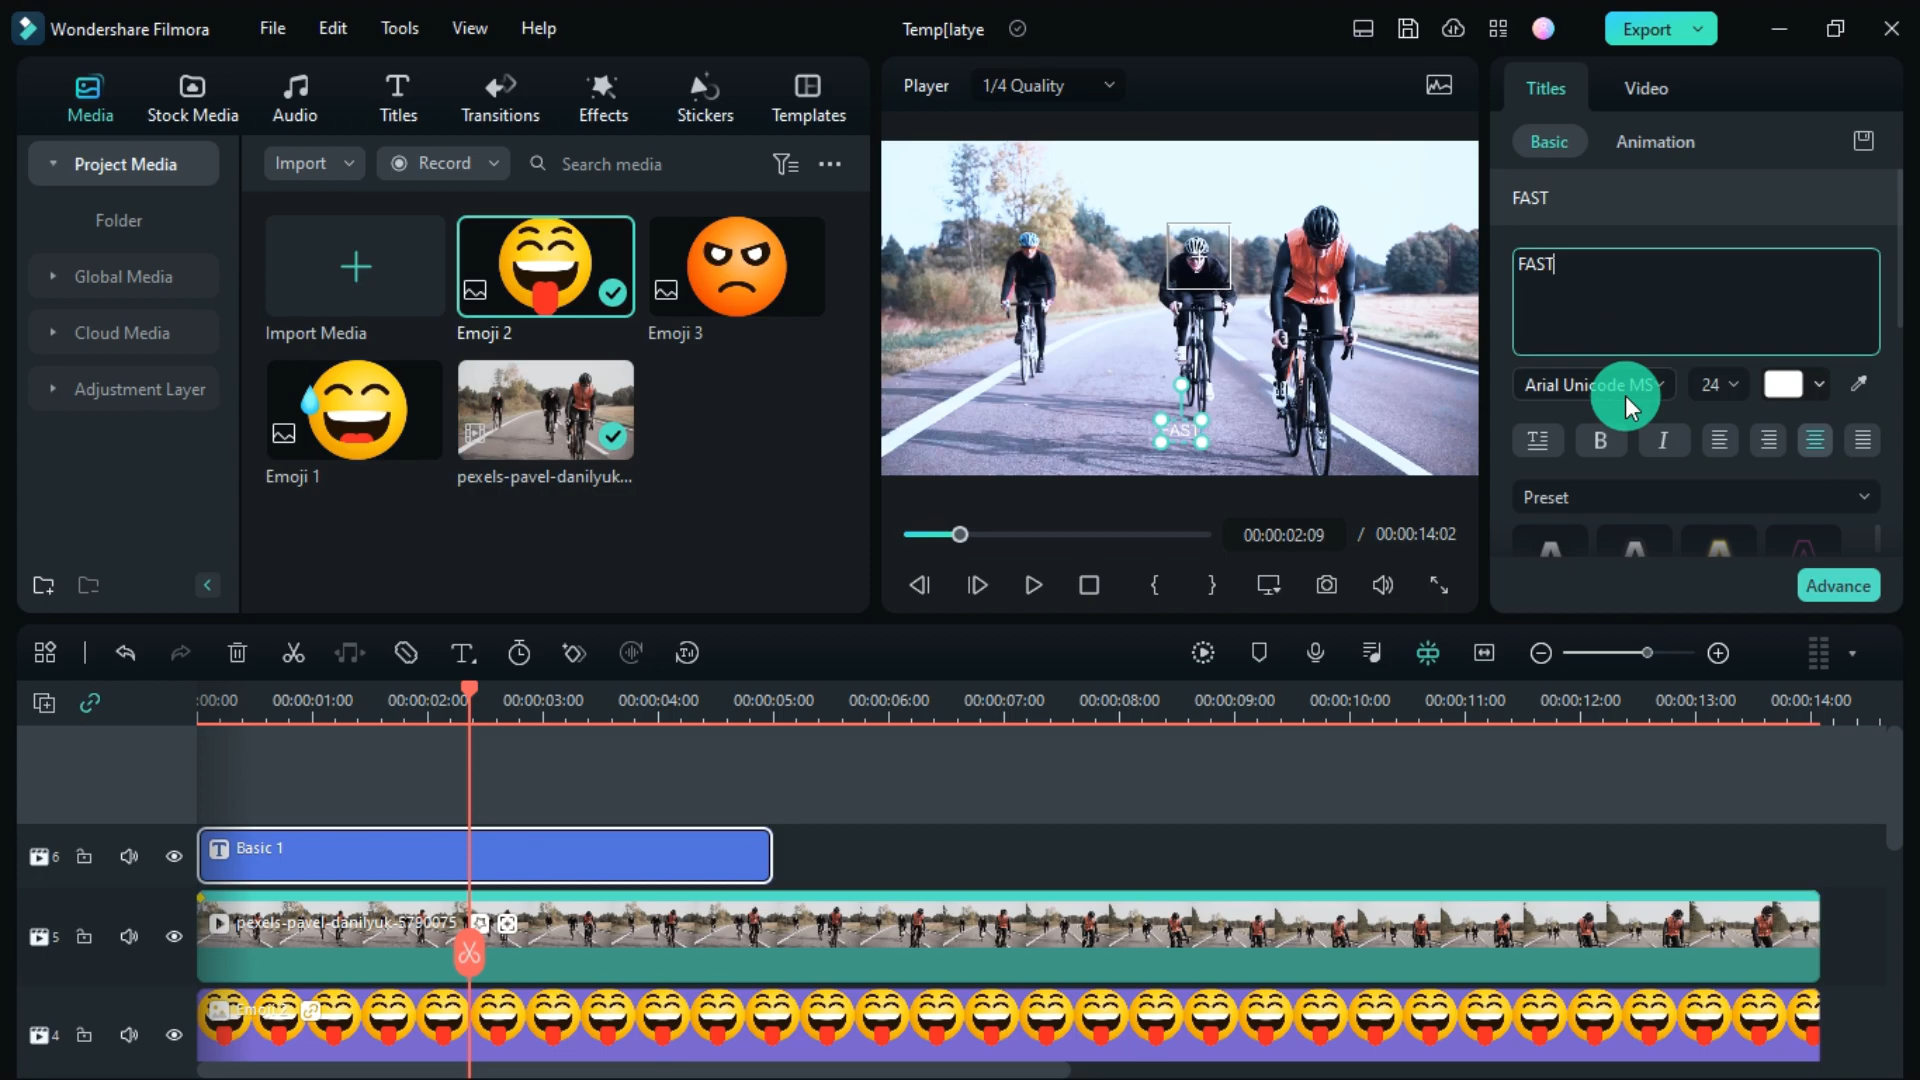 Wondershare Filmora File Edit Tools View Help Temp[latye Export
Media Stock Media Audio Titles Transitions Effects Stickers Templates
Player 1/4 Quality
Titles Video
Basic Animation
Project Media
Folder
Global Media
Cloud Media
Adjustment Layer
Import Record Search media
Import Media Emoji 2 Emoji 3
Emoji 1 pexels-pavel-danilyuk...
FAST
00:00:02:09 / 00:00:14:02
FAST
FAST
Arial Unicode MS 24
B I
Preset
Advance
:00:00 00:00:01:00 00:00:02:00 00:00:03:00 00:00:04:00 00:00:05:00 00:00:06:00 00:00:07:00 00:00:08:00 00:00:09:00 00:00:10:00 00:00:11:00 00:00:12:00 00:00:13:00 00:00:14:00
6 Basic 1
5 pexels-pavel-danilyuk-5790075
4 Emoji 2